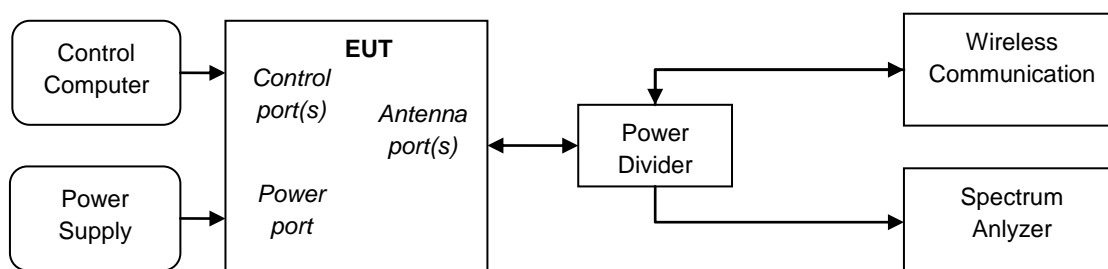 Control
Computer
Power
Supply
EUT
Control
port(s)
Antenna
port(s)
Power
port
Power
Divider
Wireless
Communication
Spectrum
Anlyzer